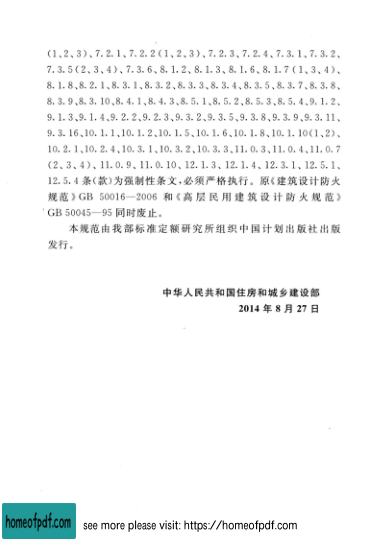 (1、2、3)、7.2.1、7.2.2(1、2、3)、7.2.3、7.2.4、7.3.1、7.3.2、
7.3.5(2、3、4)、7.3.6、8.1.2、8.1.3、8.1.6、8.1.7(1、3、4)、
8.1.8、8.2.1、8.3.1、8.3.2、8.3.3、8.3.4、8.3.5、8.3.7、8.3.8、
8.3.9、8.3.10、8.4.1、8.4.3、8.5.1、8.5.2、8.5.3、8.5.4、9.1.2、
9.1.3、9.1.4、9.2.2、9.2.3、9.3.2、9.3.5、9.3.8、9.3.9、9.3.11、
9.3.16、10.1.1、10.1.2、10.1.5、10.1.6、10.1.8、10.1.10(1、2)、
10.2.1、10.2.4、10.3.1、10.3.2、10.3.3、11.0.3、11.0.4、11.0.7
(2、3、4)、11.0.9、11.0.10、12.1.3、12.1.4、12.3.1、12.5.1、
12.5.4 条(款)为强制性条文,必须严格执行。原《建筑设计防火
规范》GB 50016—2006 和《高层民用建筑设计防火规范》
GB 50045—95 同时废止。
本规范由我部标准定额研究所组织中国计划出版社出版
发行。
中华人民共和国住房和城乡建设部
2014 年 8 月 27 日
homeofpdf.com see more please visit: https://homeofpdf.com